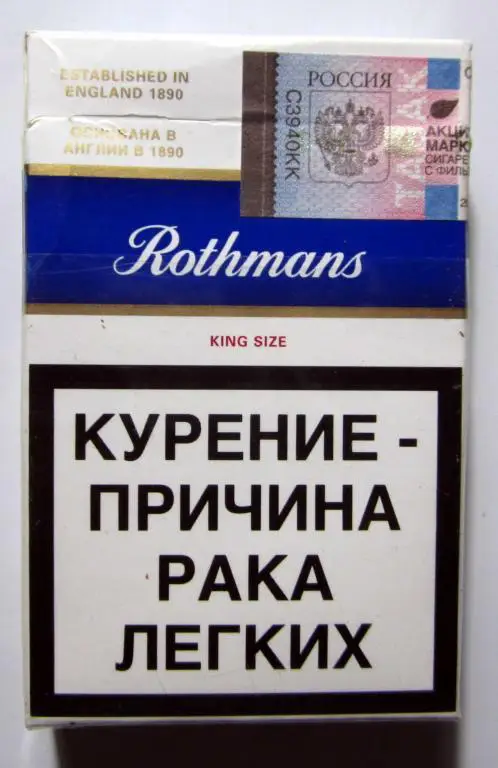 ESTABLISHED IN
ENGLAND 1890
ОСНОВАНА В
АНГЛИИ В 1890
РОССИЯ
С3940КК
АКЦИ
МАРК
СИГАРЕ
С ФИЛЬ
Rothmans
KING SIZE
КУРЕНИЕ -
ПРИЧИНА
РАКА
ЛЕГКИХ